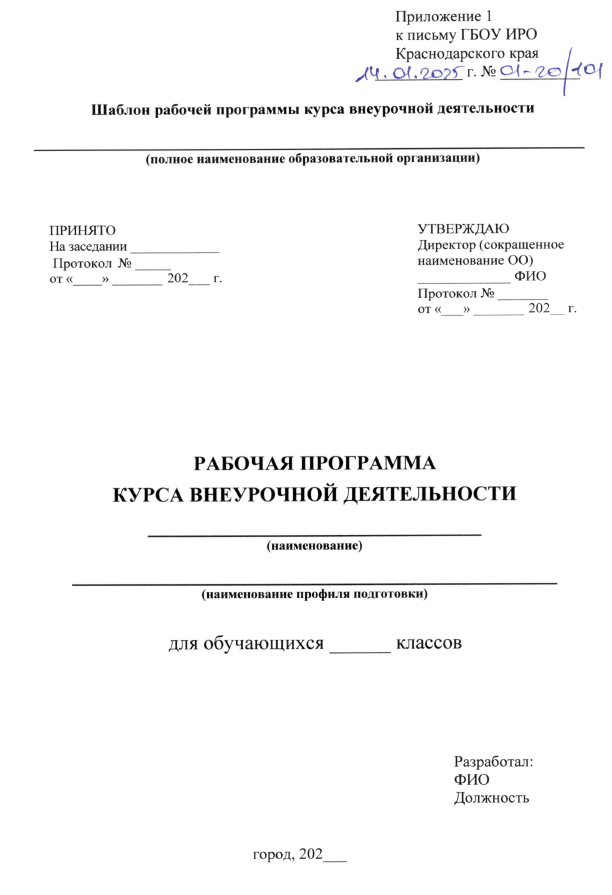 Приложение 1
к письму ГБОУ ИРО
Краснодарского края
14.01.2025 г. № 01-20/101
Шаблон рабочей программы курса внеурочной деятельности
(полное наименование образовательной организации)
ПРИНЯТО
На заседании _____________
Протокол № _____
от «____» _______ 202___ г.
УТВЕРЖДАЮ
Директор (сокращенное
наименование ОО)
_____________ ФИО
Протокол № _______
от «___» _______ 202__ г.
РАБОЧАЯ ПРОГРАММА
КУРСА ВНЕУРОЧНОЙ ДЕЯТЕЛЬНОСТИ
(наименование)
(наименование профиля подготовки)
для обучающихся ______ классов
Разработал:
ФИО
Должность
город, 202___